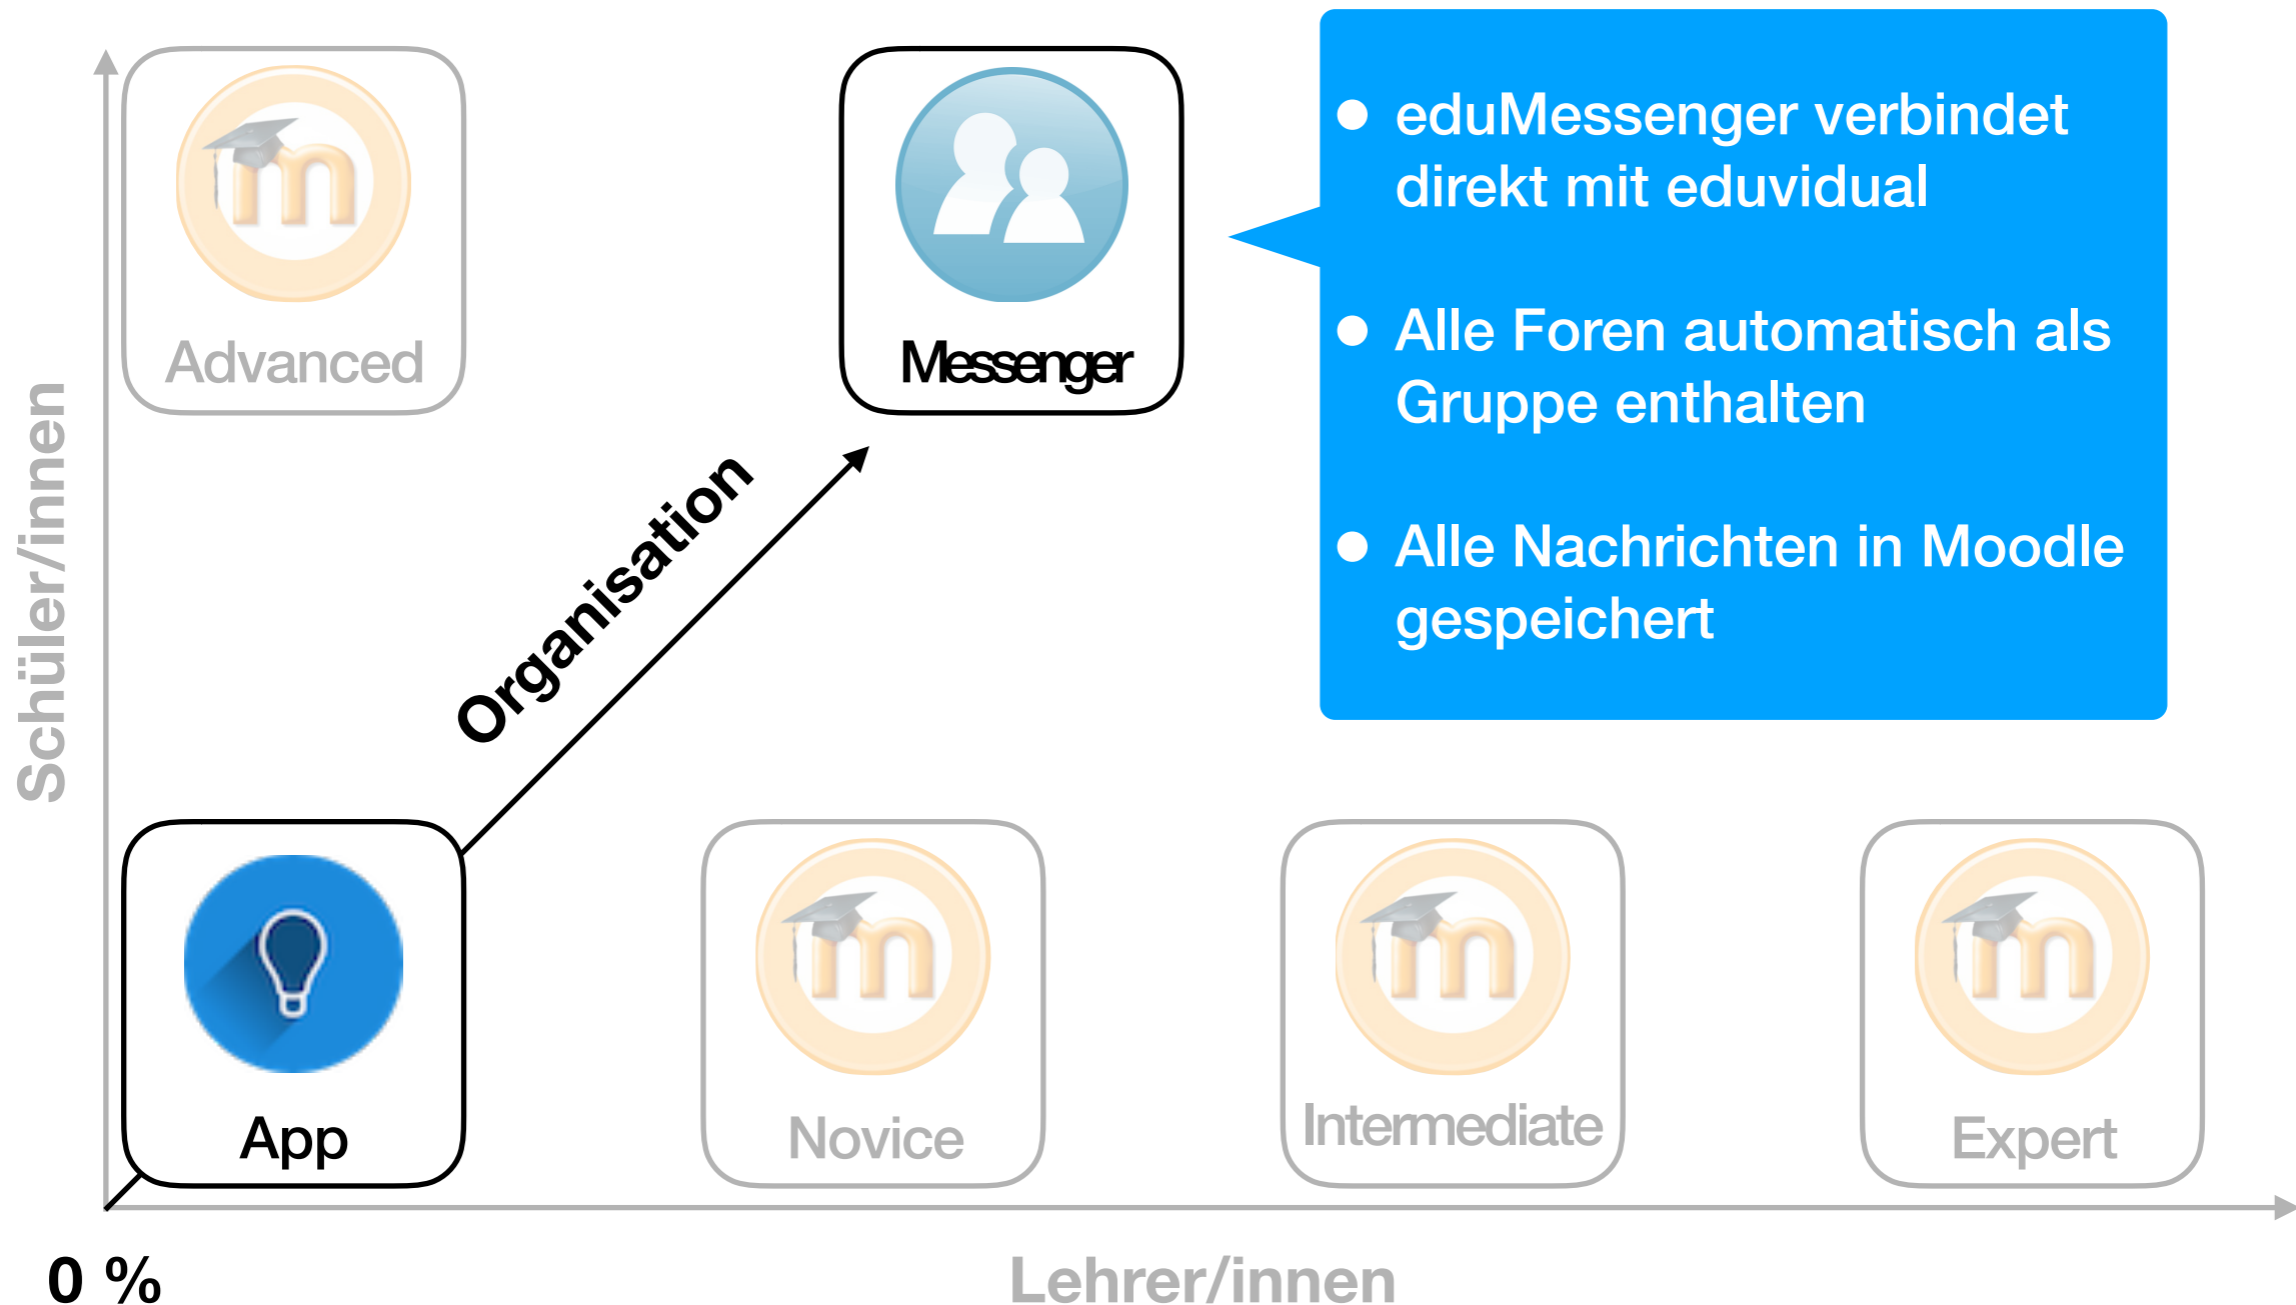 Advanced
Messenger
• eduMessenger verbindet
direkt mit eduvidual
• Alle Foren automatisch als
Gruppe enthalten
• Alle Nachrichten in Moodle
gespeichert
Schüler/innen
Organisation
App
Novice
Intermediate
Expert
0 %
Lehrer/innen